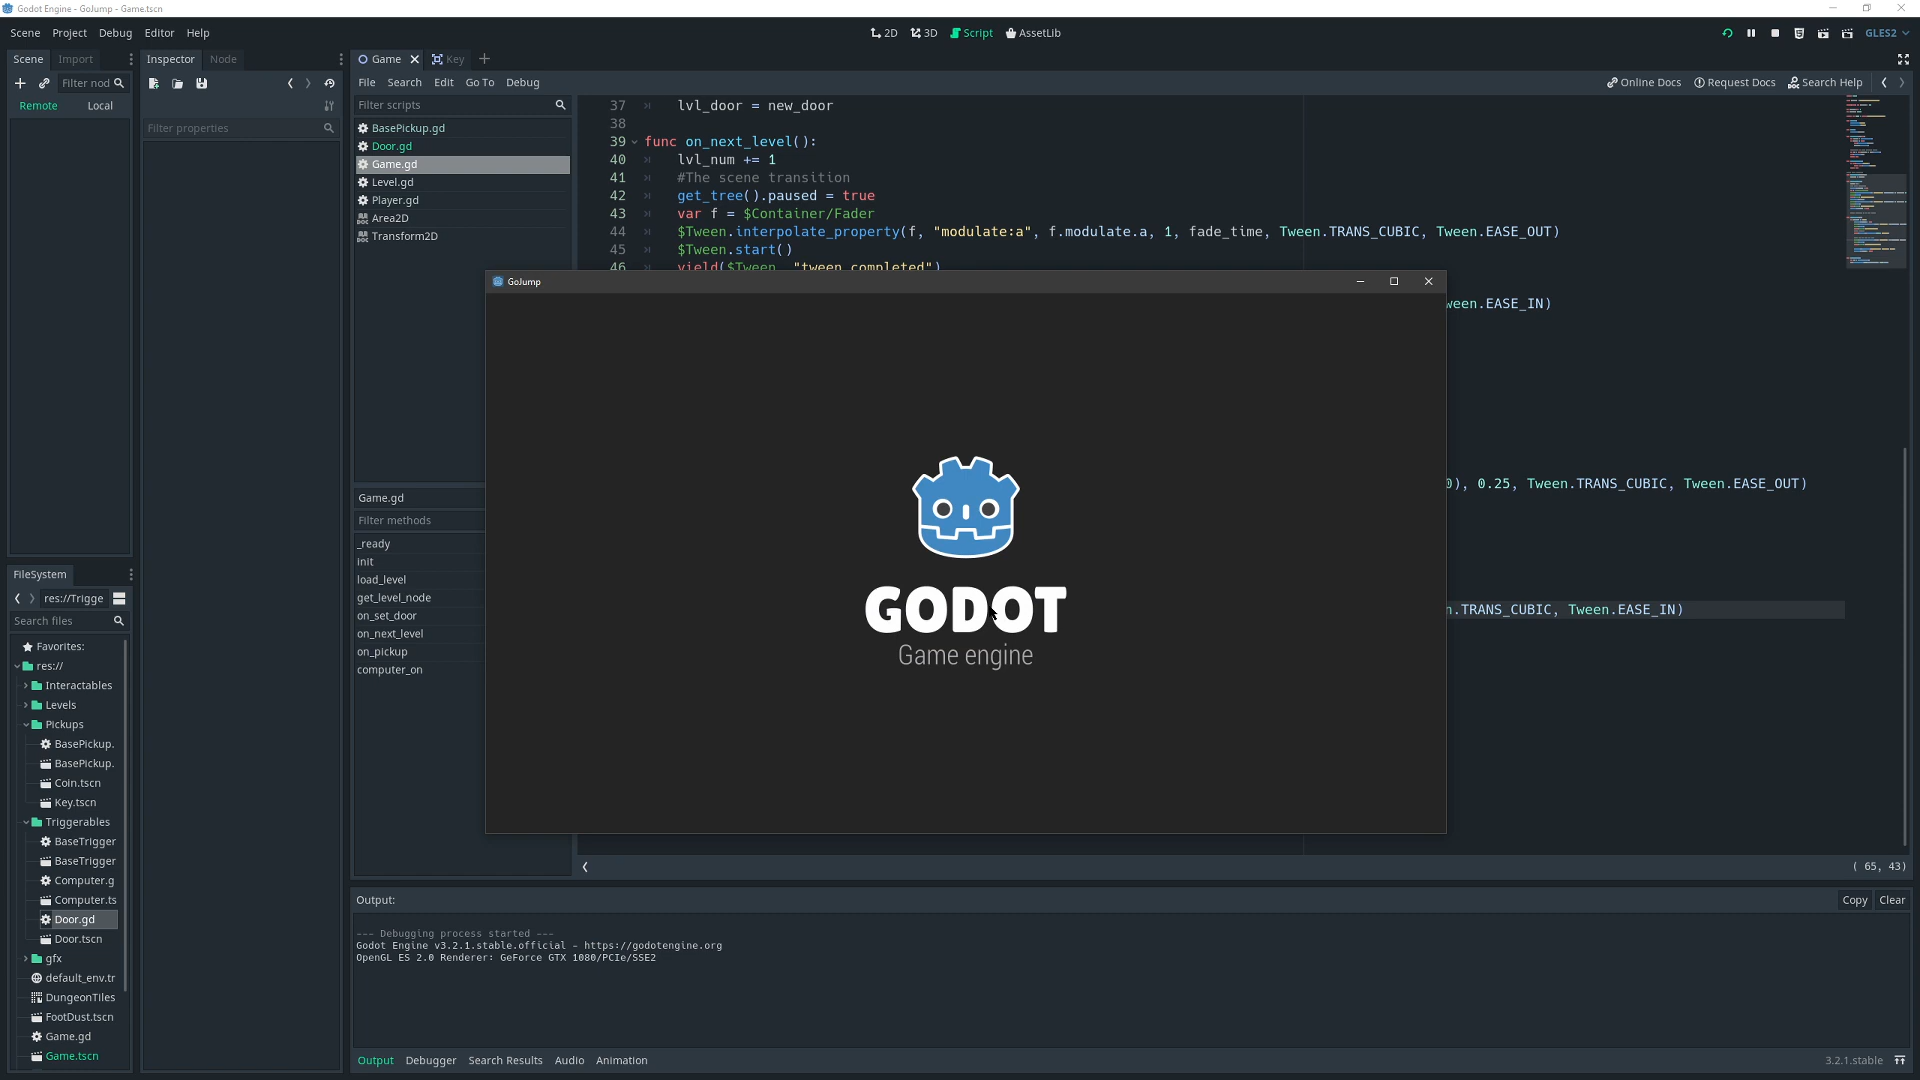 Godot Engine - GoJump - Game.tscn
Scene Project Debug Editor Help
2D 3D Script AssetLib
GLES2
Scene Import
Inspector Node
Game Key
Filter nod
File Search Edit Go To Debug
Online Docs Request Docs Search Help
Remote Local
Filter properties
Filter scripts
BasePickup.gd
Door.gd
Game.gd
Level.gd
Player.gd
Area2D
Transform2D
37 lvl_door = new_door
38
39 func on_next_level():
40 lvl_num += 1
41 #The scene transition
42 get_tree().paused = true
43 var f = $Container/Fader
44 $Tween.interpolate_property(f, "modulate:a", f.modulate.a, 1, fade_time, Tween.TRANS_CUBIC, Tween.EASE_OUT)
45 $Tween.start()
46 yield($Tween, "tween_completed")
ween.EASE_IN)
0), 0.25, Tween.TRANS_CUBIC, Tween.EASE_OUT)
n.TRANS_CUBIC, Tween.EASE_IN)
GoJump
GODOT
Game engine
Game.gd
Filter methods
_ready
init
load_level
get_level_node
on_set_door
on_next_level
on_pickup
computer_on
( 65, 43)
FileSystem
res://Trigge
Search files
Favorites:
res://
Interactables
Levels
Pickups
BasePickup.
BasePickup.
Coin.tscn
Key.tscn
Triggerables
BaseTrigger
BaseTrigger
Computer.g
Computer.ts
Door.gd
Door.tscn
gfx
default_env.tr
DungeonTiles
FootDust.tscn
Game.gd
Game.tscn
Output:
Copy Clear
--- Debugging process started ---
Godot Engine v3.2.1.stable.official - https://godotengine.org
OpenGL ES 2.0 Renderer: GeForce GTX 1080/PCIe/SSE2
Output Debugger Search Results Audio Animation
3.2.1.stable